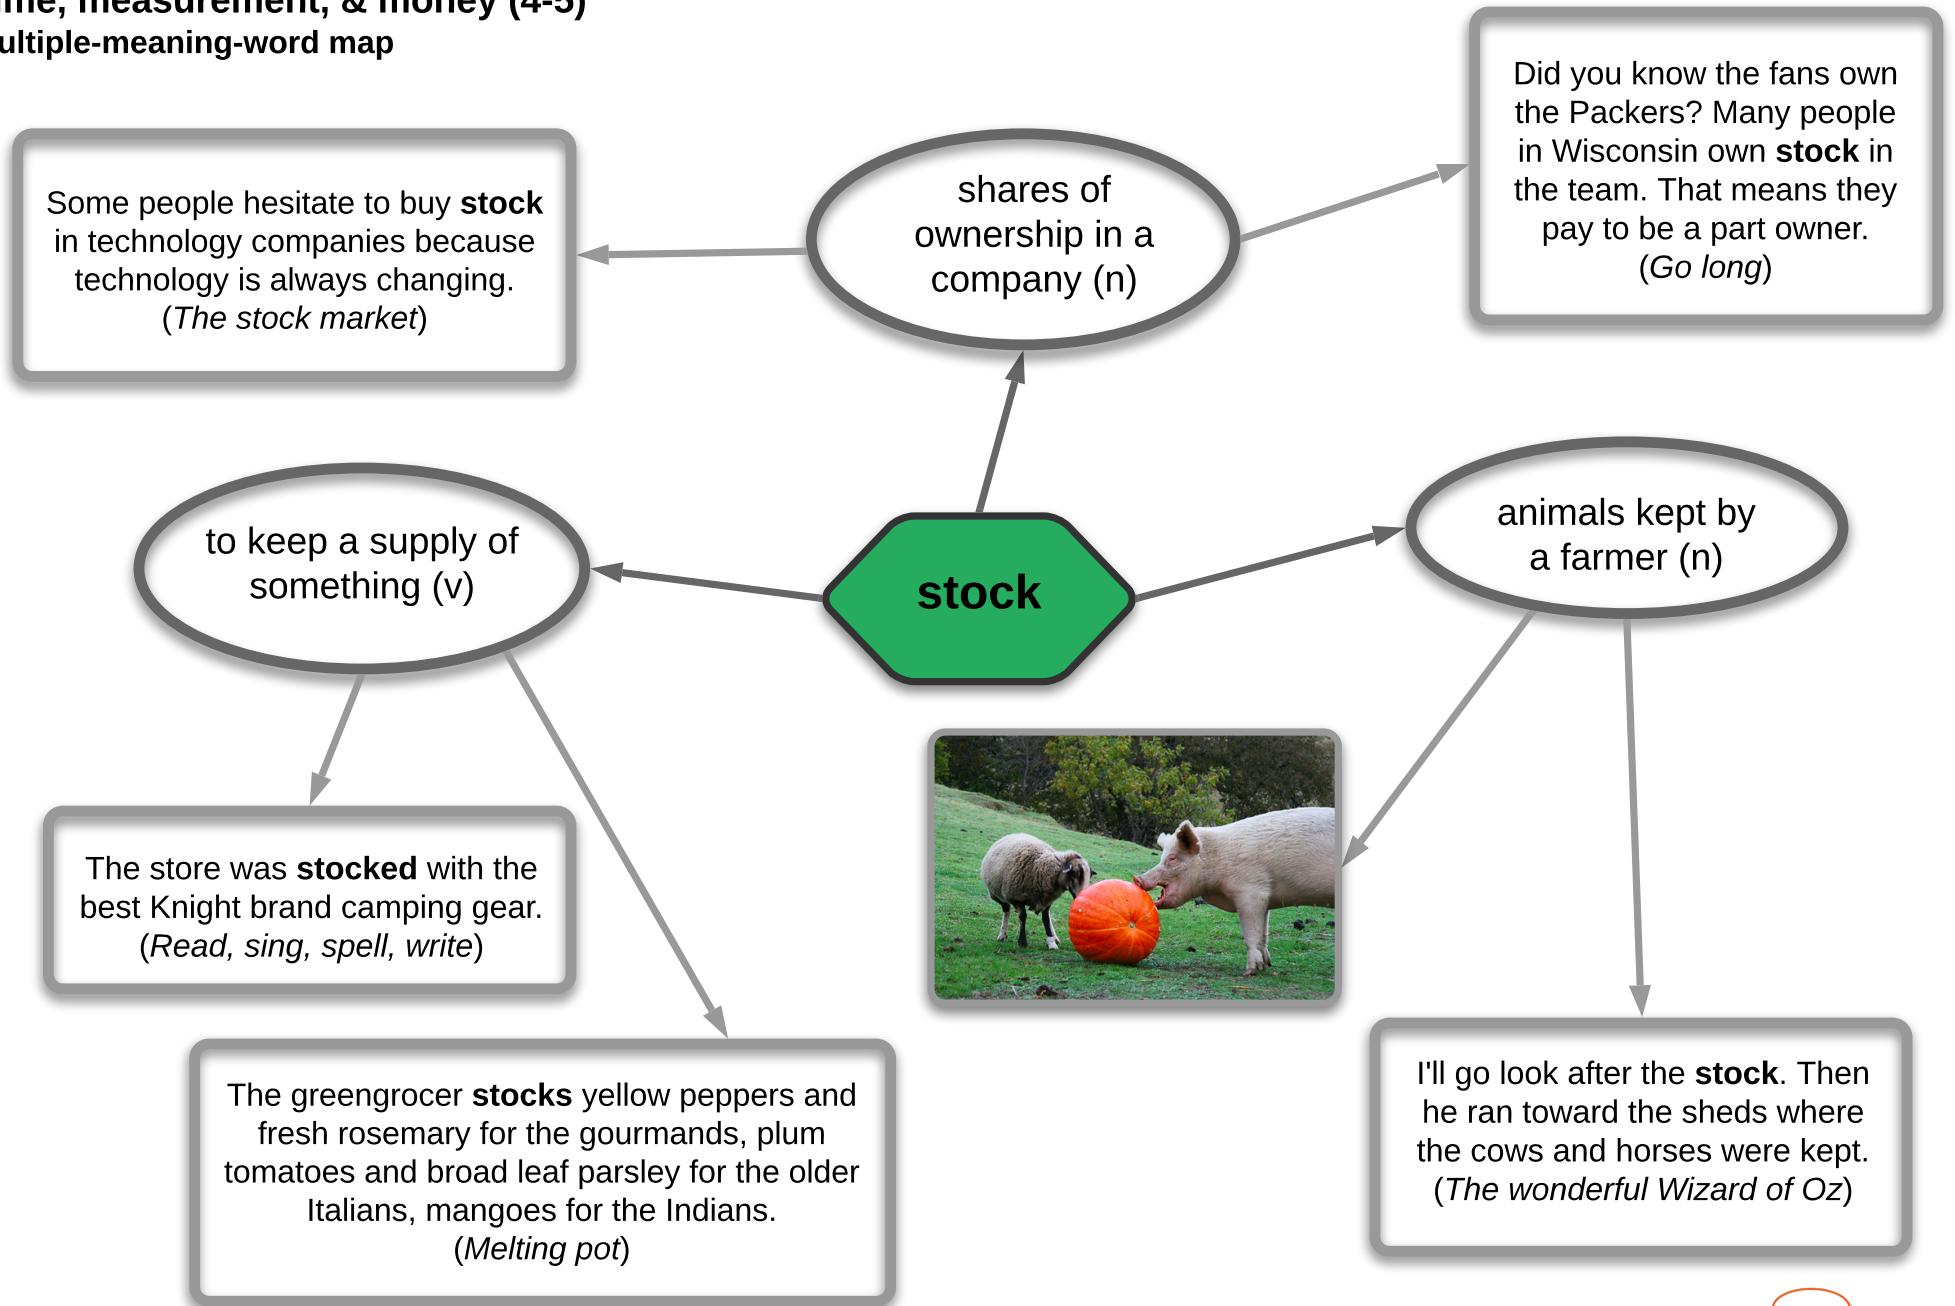 measurement, & money (4-5)
map
Did you know the fans own
the Packers? Many people
in Wisconsin own stock in
the team. That means they
pay to be a part owner.
(Go long)
Some people hesitate to buy stock
in technology companies because
technology is always changing.
(The stock market)
shares of
ownership in a
company (n)
to keep a supply of
something (v)
stock
animals kept by
a farmer (n)
The store was stocked with the
best Knight brand camping gear.
(Read, sing, spell, write)
The greengrocer stocks yellow peppers and
fresh rosemary for the gourmands, plum
tomatoes and broad leaf parsley for the older
Italians, mangoes for the Indians.
(Melting pot)
I'll go look after the stock. Then
he ran toward the sheds where
the cows and horses were kept.
(The wonderful Wizard of Oz)